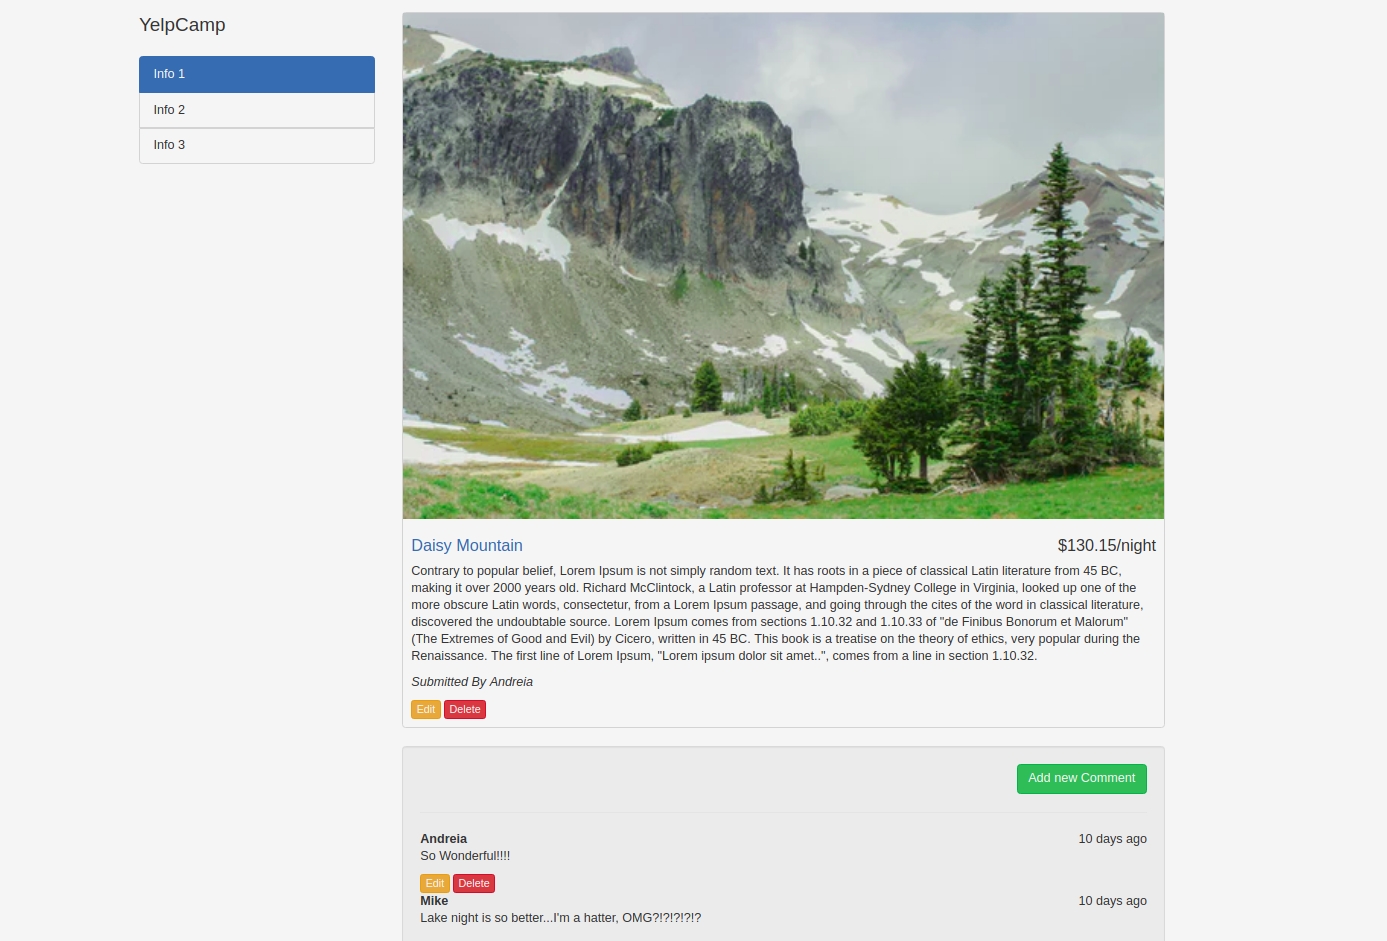 YelpCamp
Info 1
Info 2
Info 3
Daisy Mountain
$130.15/night
Contrary to popular belief, Lorem Ipsum is not simply random text. It has roots in a piece of classical Latin literature from 45 BC,
making it over 2000 years old. Richard McClintock, a Latin professor at Hampden-Sydney College in Virginia, looked up one of the
more obscure Latin words, consectetur, from a Lorem Ipsum passage, and going through the cites of the word in classical literature,
discovered the undoubtable source. Lorem Ipsum comes from sections 1.10.32 and 1.10.33 of "de Finibus Bonorum et Malorum"
(The Extremes of Good and Evil) by Cicero, written in 45 BC. This book is a treatise on the theory of ethics, very popular during the
Renaissance. The first line of Lorem Ipsum, "Lorem ipsum dolor sit amet..", comes from a line in section 1.10.32.
Submitted By Andreia
Edit Delete
Add new Comment
Andreia 10 days ago
So Wonderful!!!!
Edit Delete
Mike 10 days ago
Lake night is so better...I'm a hatter, OMG?!?!?!?!?